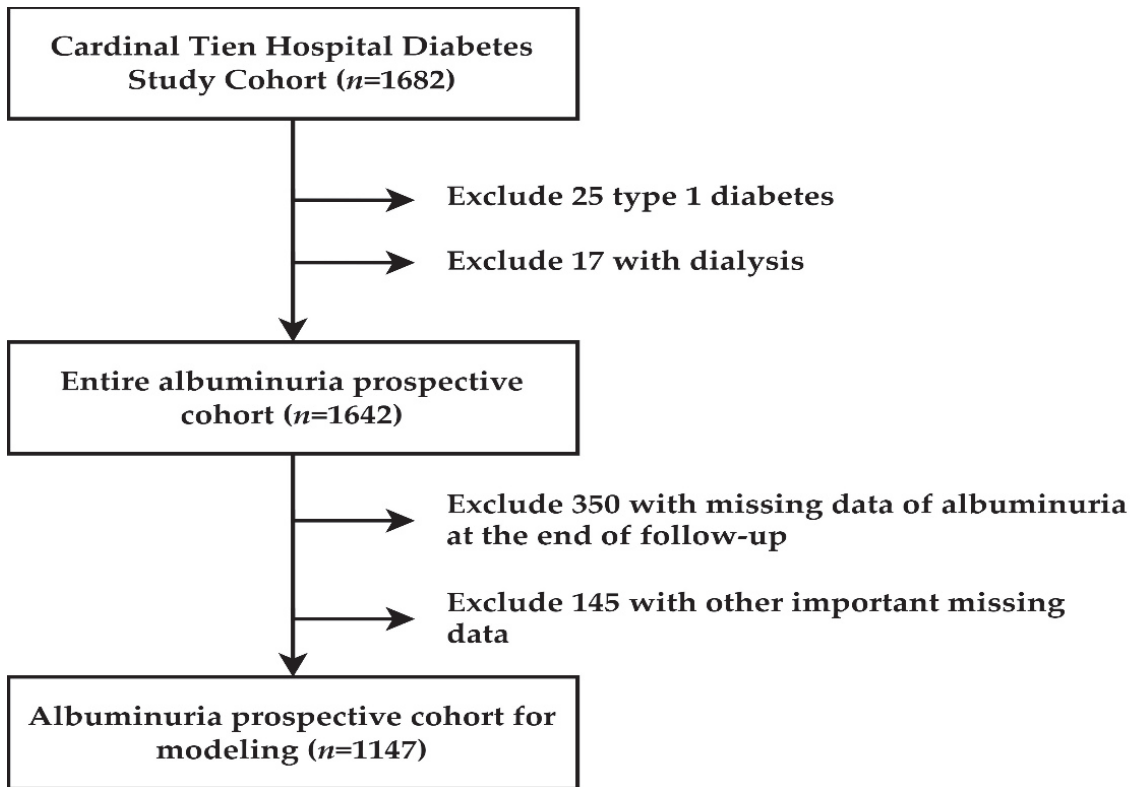 Cardinal Tien Hospital Diabetes
Study Cohort (n=1682)
Exclude 25 type 1 diabetes
Exclude 17 with dialysis
Entire albuminuria prospective
cohort (n=1642)
Exclude 350 with missing data of albuminuria
at the end of follow-up
Exclude 145 with other important missing
data
Albuminuria prospective cohort for
modeling (n=1147)